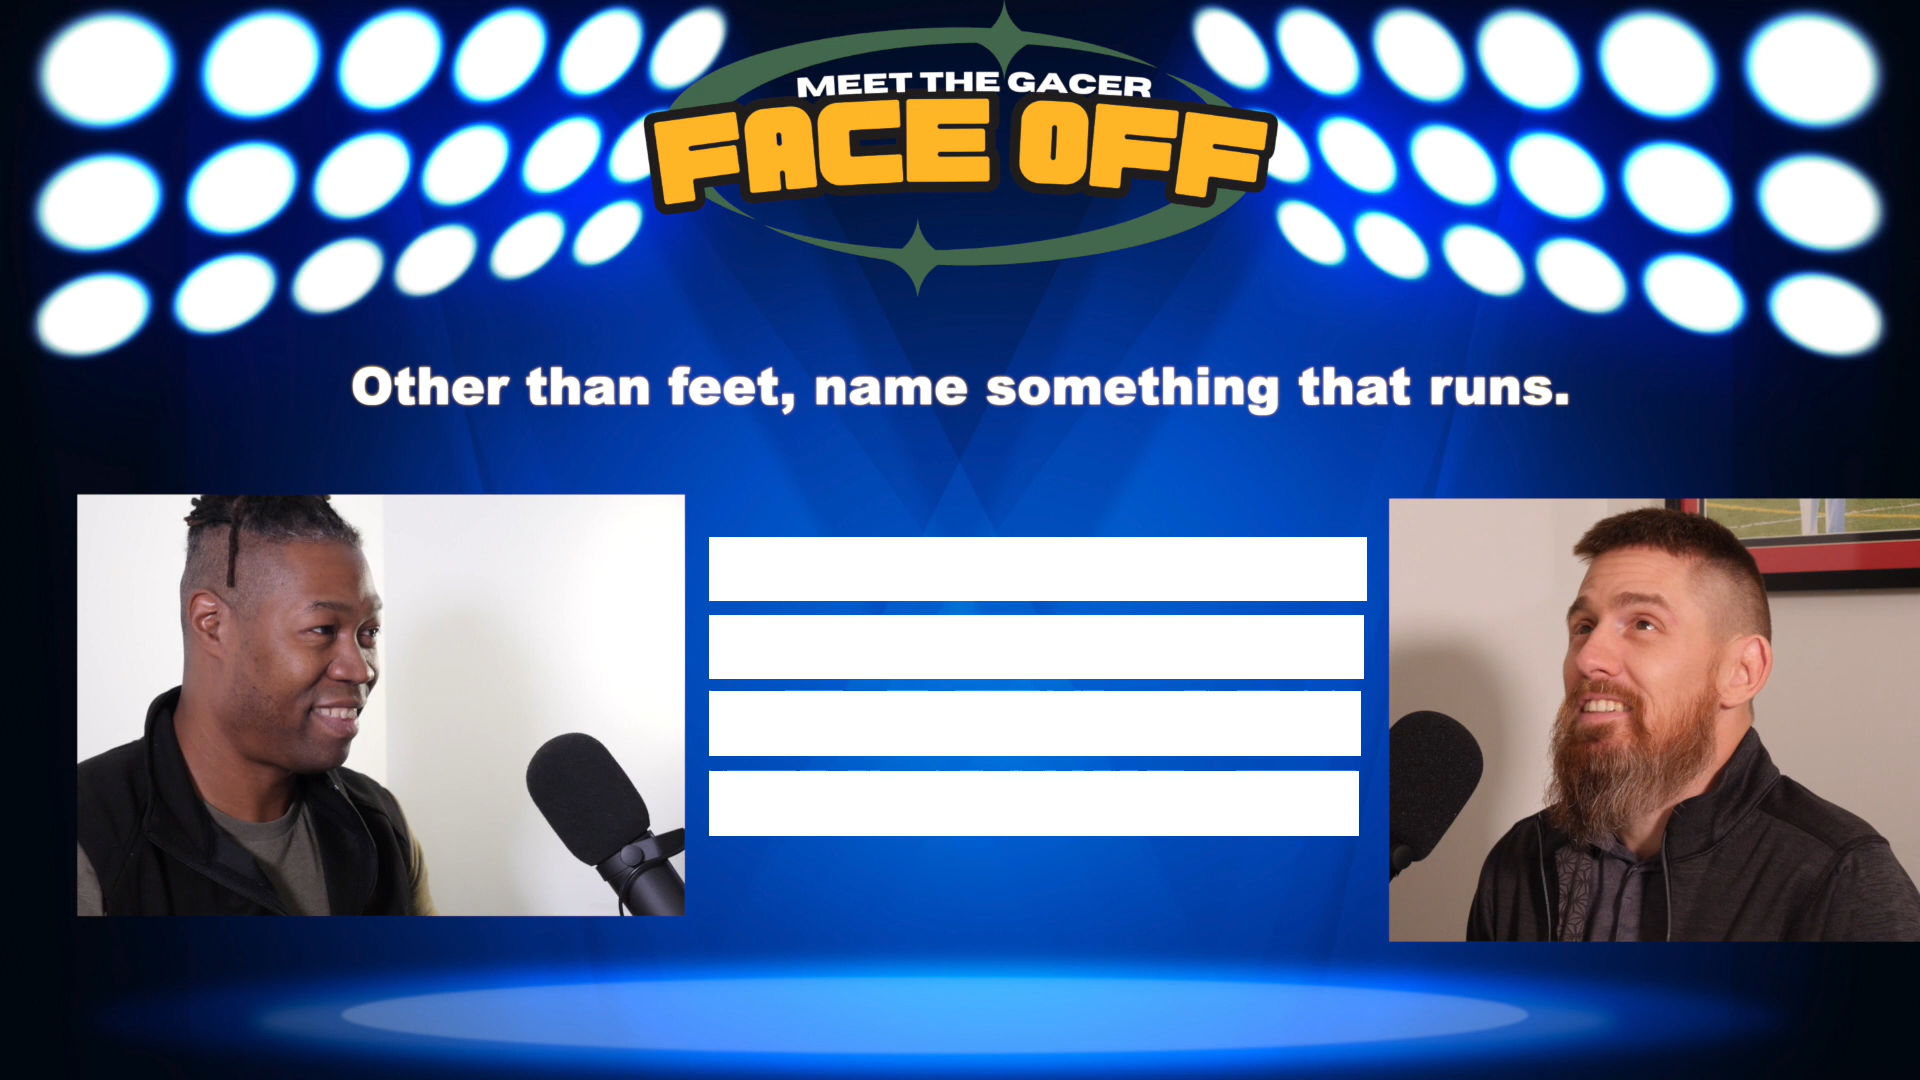 MEET THE GACER
FACE OFF
Other than feet, name something that runs.